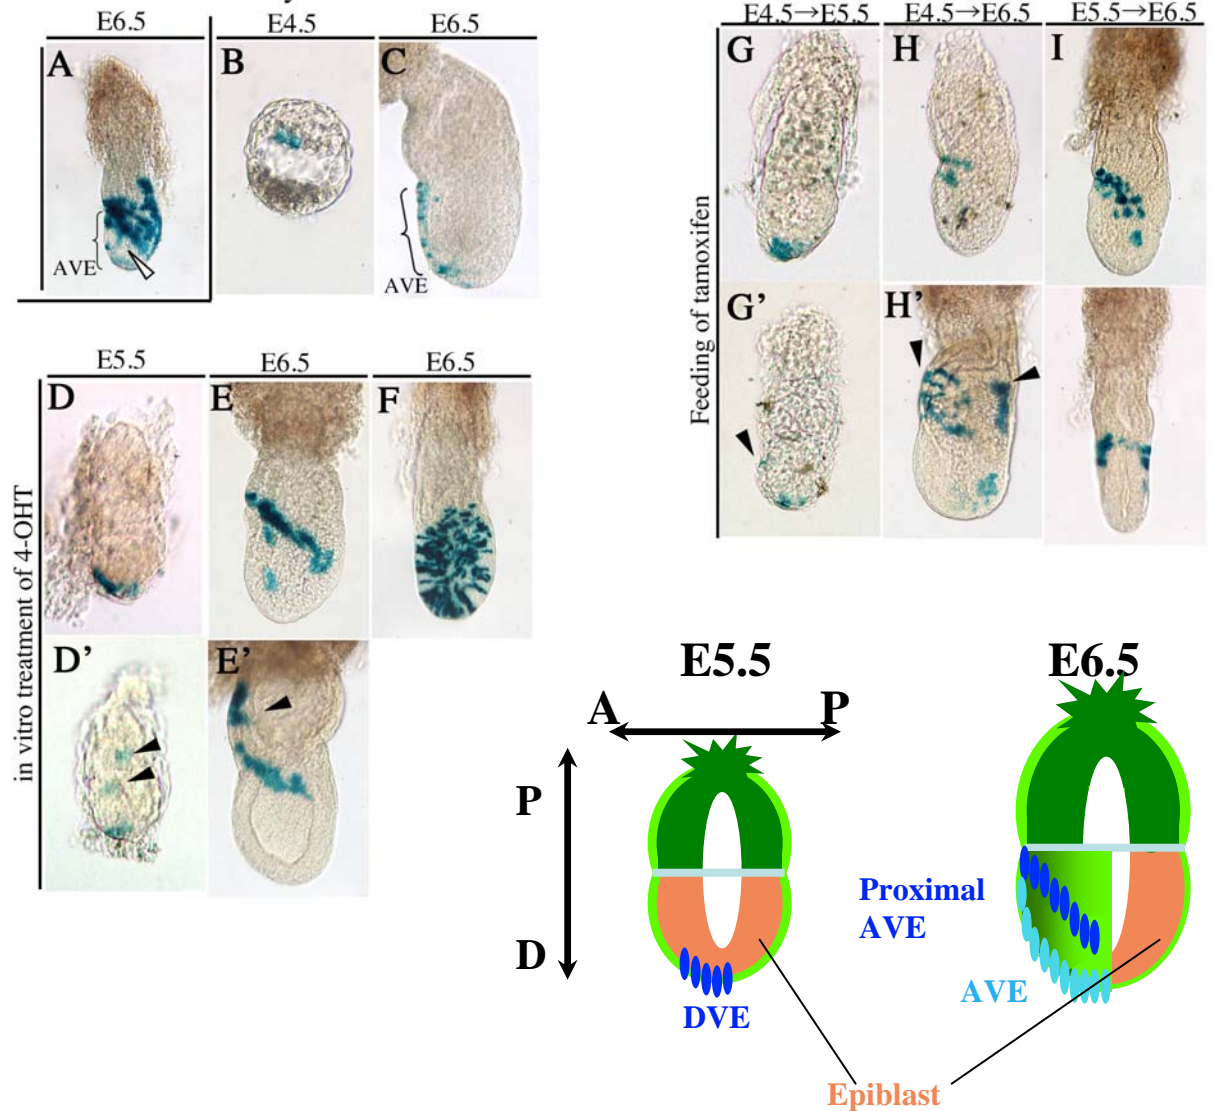 E6.5
E4.5
E6.5
A
B
C
AVE
AVE
E5.5
E6.5
E6.5
in vitro treatment of 4-OHT
D
E
F
D’
E’
E4.5→E5.5
E4.5→E6.5
E5.5→E6.5
Feeding of tamoxifen
G
H
I
G’
H’
E5.5
E6.5
A
P
P
D
DVE
Proximal
AVE
AVE
Epiblast